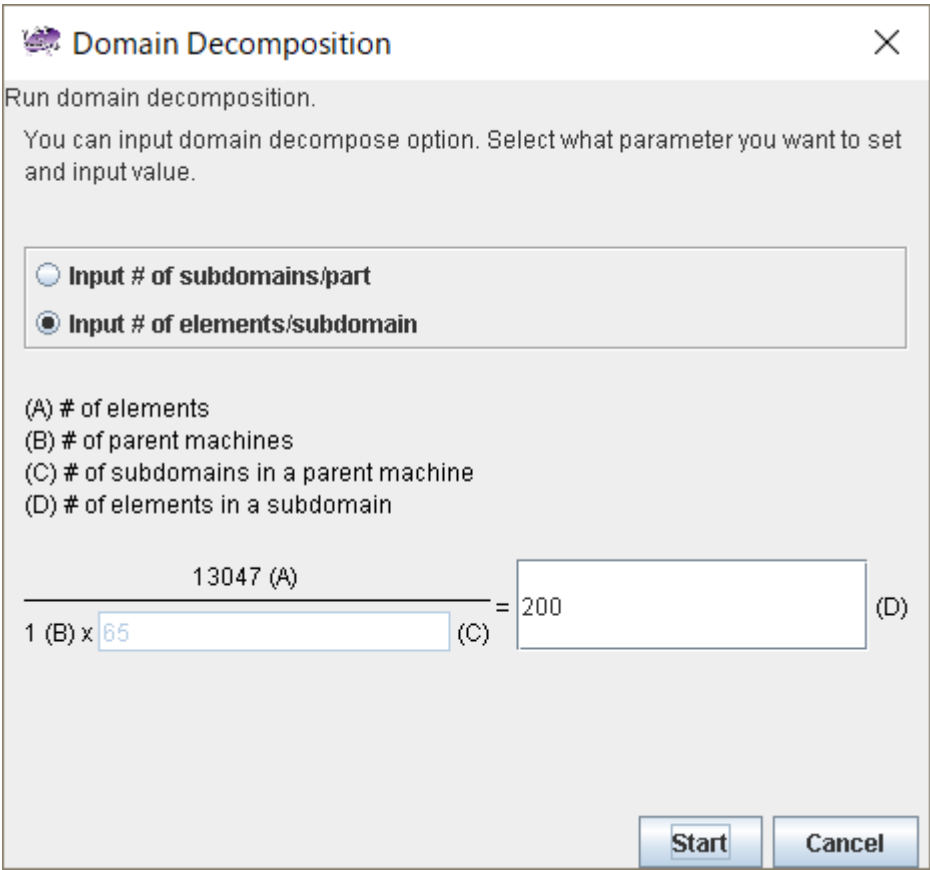 Domain Decomposition
Run domain decomposition.
You can input domain decompose option. Select what parameter you want to set
and input value.
Input # of subdomains/part
Input # of elements/subdomain
(A) # of elements
(B) # of parent machines
(C) # of subdomains in a parent machine
(D) # of elements in a subdomain
13047 (A)
1 (B) x 65 (C) = 200 (D)
Start Cancel